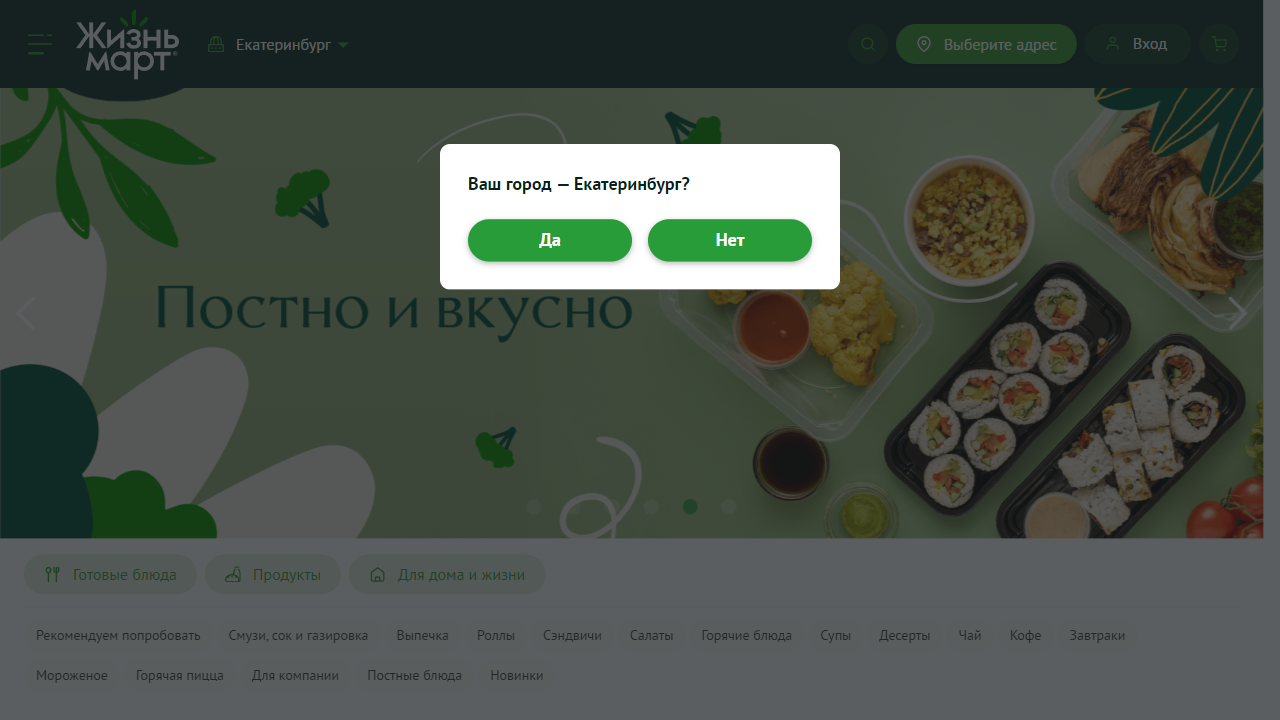 Жизнь
март®
Екатеринбург
Выберите адрес
Вход
Ваш город — Екатеринбург?
Да
Нет
Постно и вкусно
Готовые блюда
Продукты
Для дома и жизни
Рекомендуем попробовать
Смузи, сок и газировка
Выпечка
Роллы
Сэндвичи
Салаты
Горячие блюда
Супы
Десерты
Чай
Кофе
Завтраки
Мороженое
Горячая пицца
Для компании
Постные блюда
Новинки